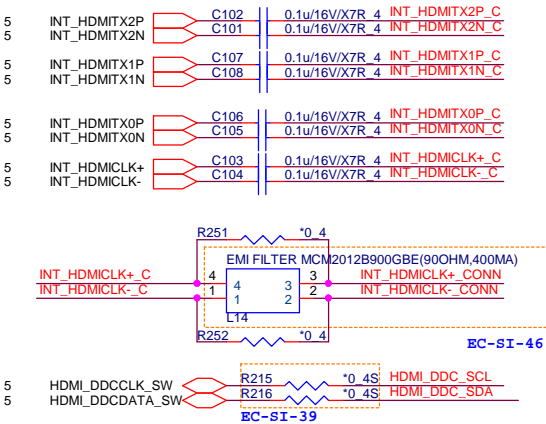 5 INT_HDMITX2P C102 0.1u/16V/X7R_4 INT_HDMITX2P_C
5 INT_HDMITX2N C101 0.1u/16V/X7R_4 INT_HDMITX2N_C
5 INT_HDMITX1P C107 0.1u/16V/X7R_4 INT_HDMITX1P_C
5 INT_HDMITX1N C108 0.1u/16V/X7R_4 INT_HDMITX1N_C
5 INT_HDMITX0P C106 0.1u/16V/X7R_4 INT_HDMITX0P_C
5 INT_HDMITX0N C105 0.1u/16V/X7R_4 INT_HDMITX0N_C
5 INT_HDMICLK+ C103 0.1u/16V/X7R_4 INT_HDMICLK+_C
5 INT_HDMICLK- C104 0.1u/16V/X7R_4 INT_HDMICLK-_C
R251 *0_4
EMI FILTER MCM2012B900GBE(90OHM,400MA)
INT_HDMICLK+_C 4 4 3 3 INT_HDMICLK+_CONN
INT_HDMICLK-_C 1 1 2 2 INT_HDMICLK-_CONN
L14
R252 *0_4
EC-SI-46
5 HDMI_DDCCLK_SW R215 *0_4S HDMI_DDC_SCL
5 HDMI_DDCDATA_SW R216 *0_4S HDMI_DDC_SDA
EC-SI-39